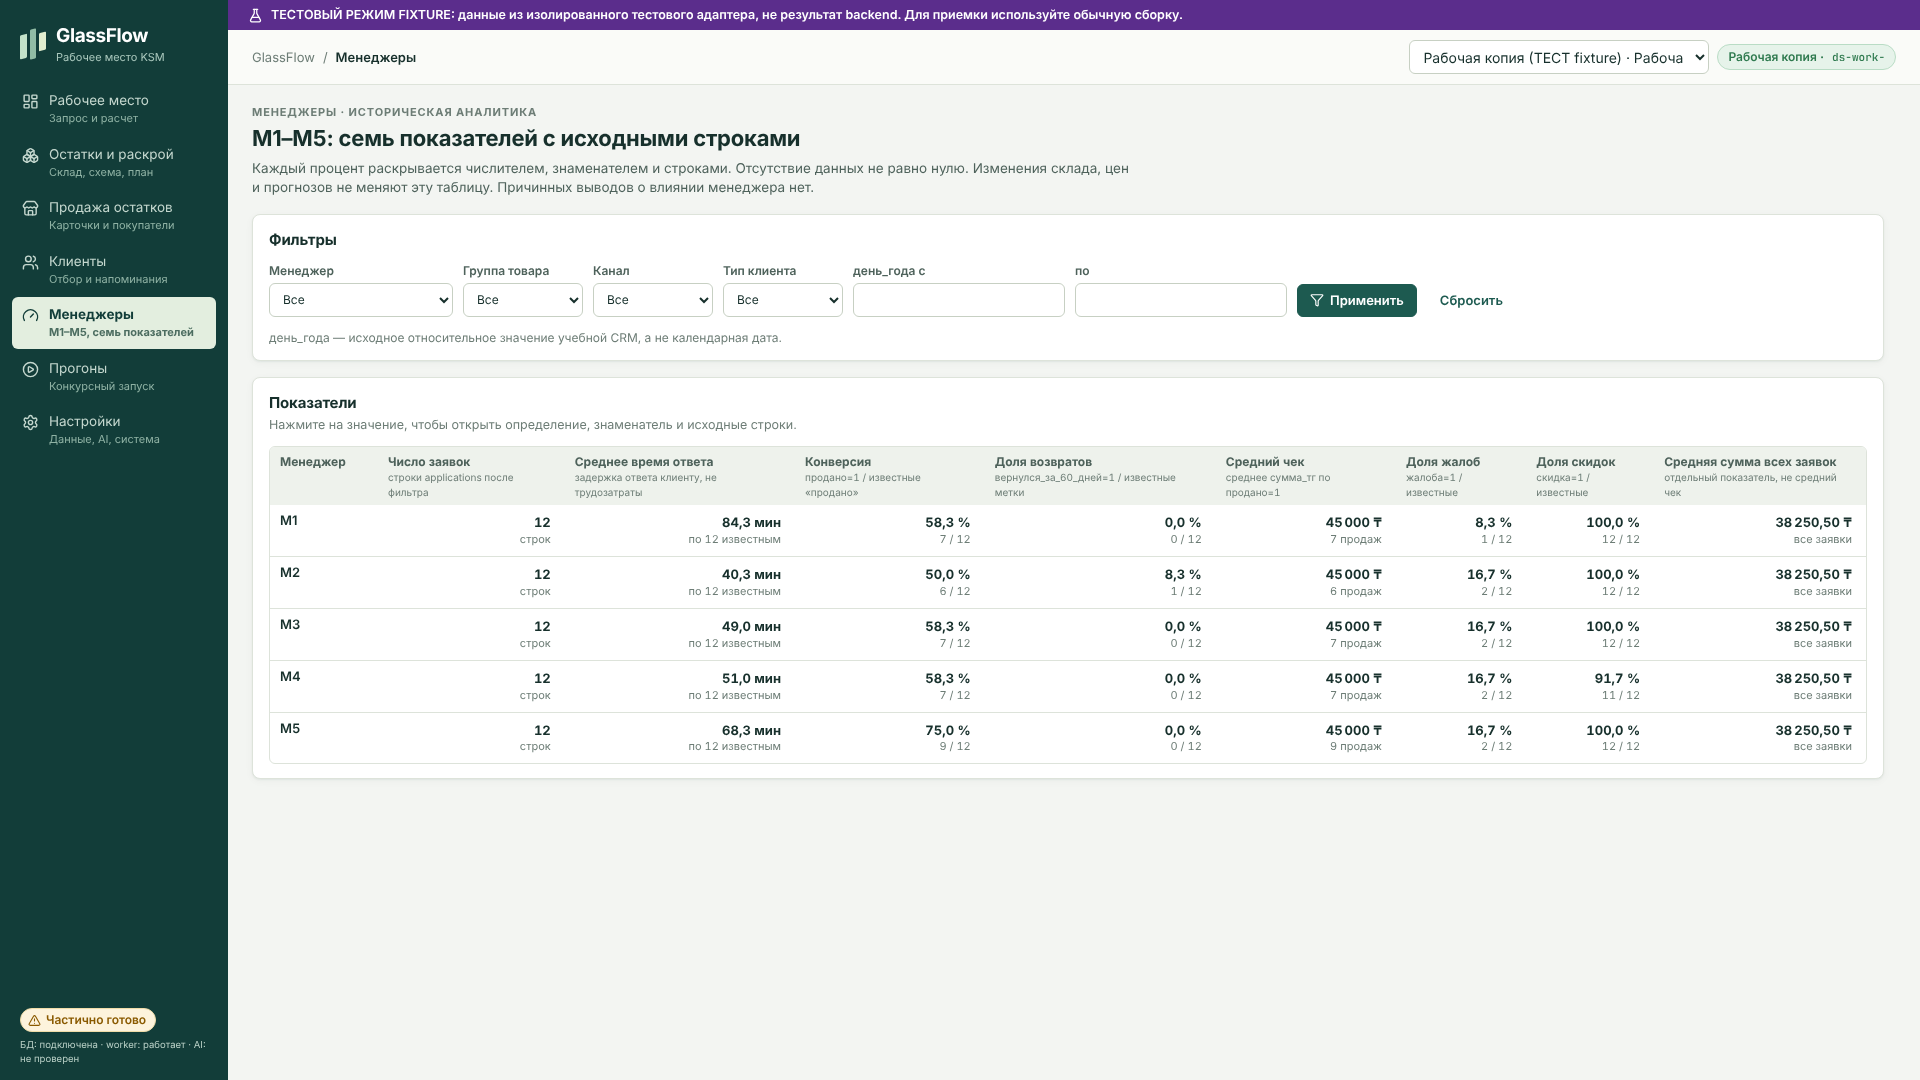 GlassFlow
Рабочее место KSM
Рабочее место
Запрос и расчет
Остатки и раскрой
Склад, схема, план
Продажа остатков
Карточки и покупатели
Клиенты
Отбор и напоминания
Менеджеры
M1–M5, семь показателей
Прогоны
Конкурсный запуск
Настройки
Данные, AI, система
Частично готово
БД: подключена · worker: работает · AI:
не проверен
ТЕСТОВЫЙ РЕЖИМ FIXTURE: данные из изолированного тестового адаптера, не результат backend. Для приемки используйте обычную сборку.
GlassFlow / Менеджеры
Рабочая копия (ТЕСТ fixture) · Рабоча
Рабочая копия · ds-work-
МЕНЕДЖЕРЫ · ИСТОРИЧЕСКАЯ АНАЛИТИКА
M1–M5: семь показателей с исходными строками
Каждый процент раскрывается числителем, знаменателем и строками. Отсутствие данных не равно нулю. Изменения склада, цен
и прогнозов не меняют эту таблицу. Причинных выводов о влиянии менеджера нет.
Фильтры
Менеджер Группа товара Канал Тип клиента день_года с по
Все Все Все Все Применить Сбросить
день_года — исходное относительное значение учебной CRM, а не календарная дата.
Показатели
Нажмите на значение, чтобы открыть определение, знаменатель и исходные строки.
Менеджер Число заявок Среднее время ответа Конверсия Доля возвратов Средний чек Доля жалоб Доля скидок Средняя сумма всех заявок
строки applications после задержка ответа клиенту, не продано=1 / известные вернулся_за_60_дней=1 / известные среднее сумма_тг по жалоба=1 / скидка=1 / отдельный показатель, не средний
фильтра трудозатраты «продано» метки продано=1 известные известные чек
M1 12 84,3 мин 58,3 % 0,0 % 45 000 ₸ 8,3 % 100,0 % 38 250,50 ₸
строк по 12 известным 7 / 12 0 / 12 7 продаж 1 / 12 12 / 12 все заявки
M2 12 40,3 мин 50,0 % 8,3 % 45 000 ₸ 16,7 % 100,0 % 38 250,50 ₸
строк по 12 известным 6 / 12 1 / 12 6 продаж 2 / 12 12 / 12 все заявки
M3 12 49,0 мин 58,3 % 0,0 % 45 000 ₸ 16,7 % 100,0 % 38 250,50 ₸
строк по 12 известным 7 / 12 0 / 12 7 продаж 2 / 12 12 / 12 все заявки
M4 12 51,0 мин 58,3 % 0,0 % 45 000 ₸ 16,7 % 91,7 % 38 250,50 ₸
строк по 12 известным 7 / 12 0 / 12 7 продаж 2 / 12 11 / 12 все заявки
M5 12 68,3 мин 75,0 % 0,0 % 45 000 ₸ 16,7 % 100,0 % 38 250,50 ₸
строк по 12 известным 9 / 12 0 / 12 9 продаж 2 / 12 12 / 12 все заявки